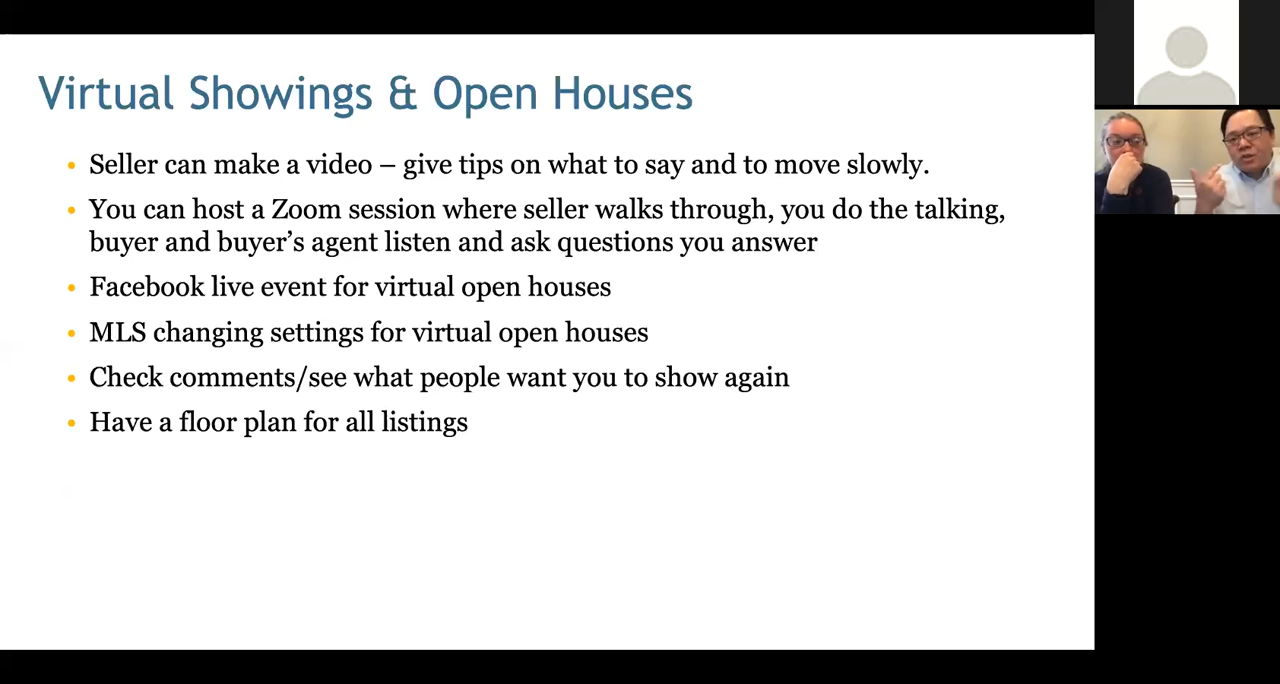 Virtual Showings & Open Houses
• Seller can make a video – give tips on what to say and to move slowly.
• You can host a Zoom session where seller walks through, you do the talking,
buyer and buyer’s agent listen and ask questions you answer
• Facebook live event for virtual open houses
• MLS changing settings for virtual open houses
• Check comments/see what people want you to show again
• Have a floor plan for all listings